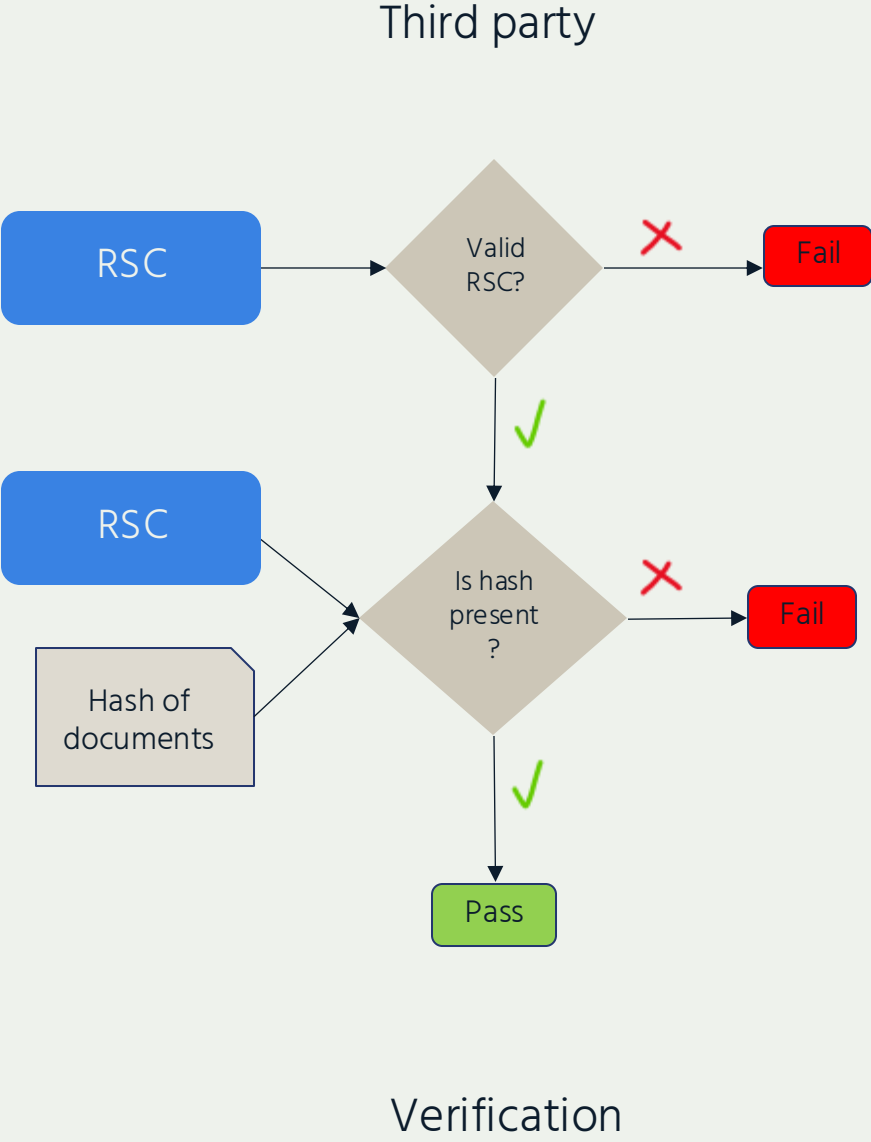 Third party
RSC
Valid
RSC?
Fail
RSC
Is hash
present
?
Fail
Hash of
documents
Pass
Verification